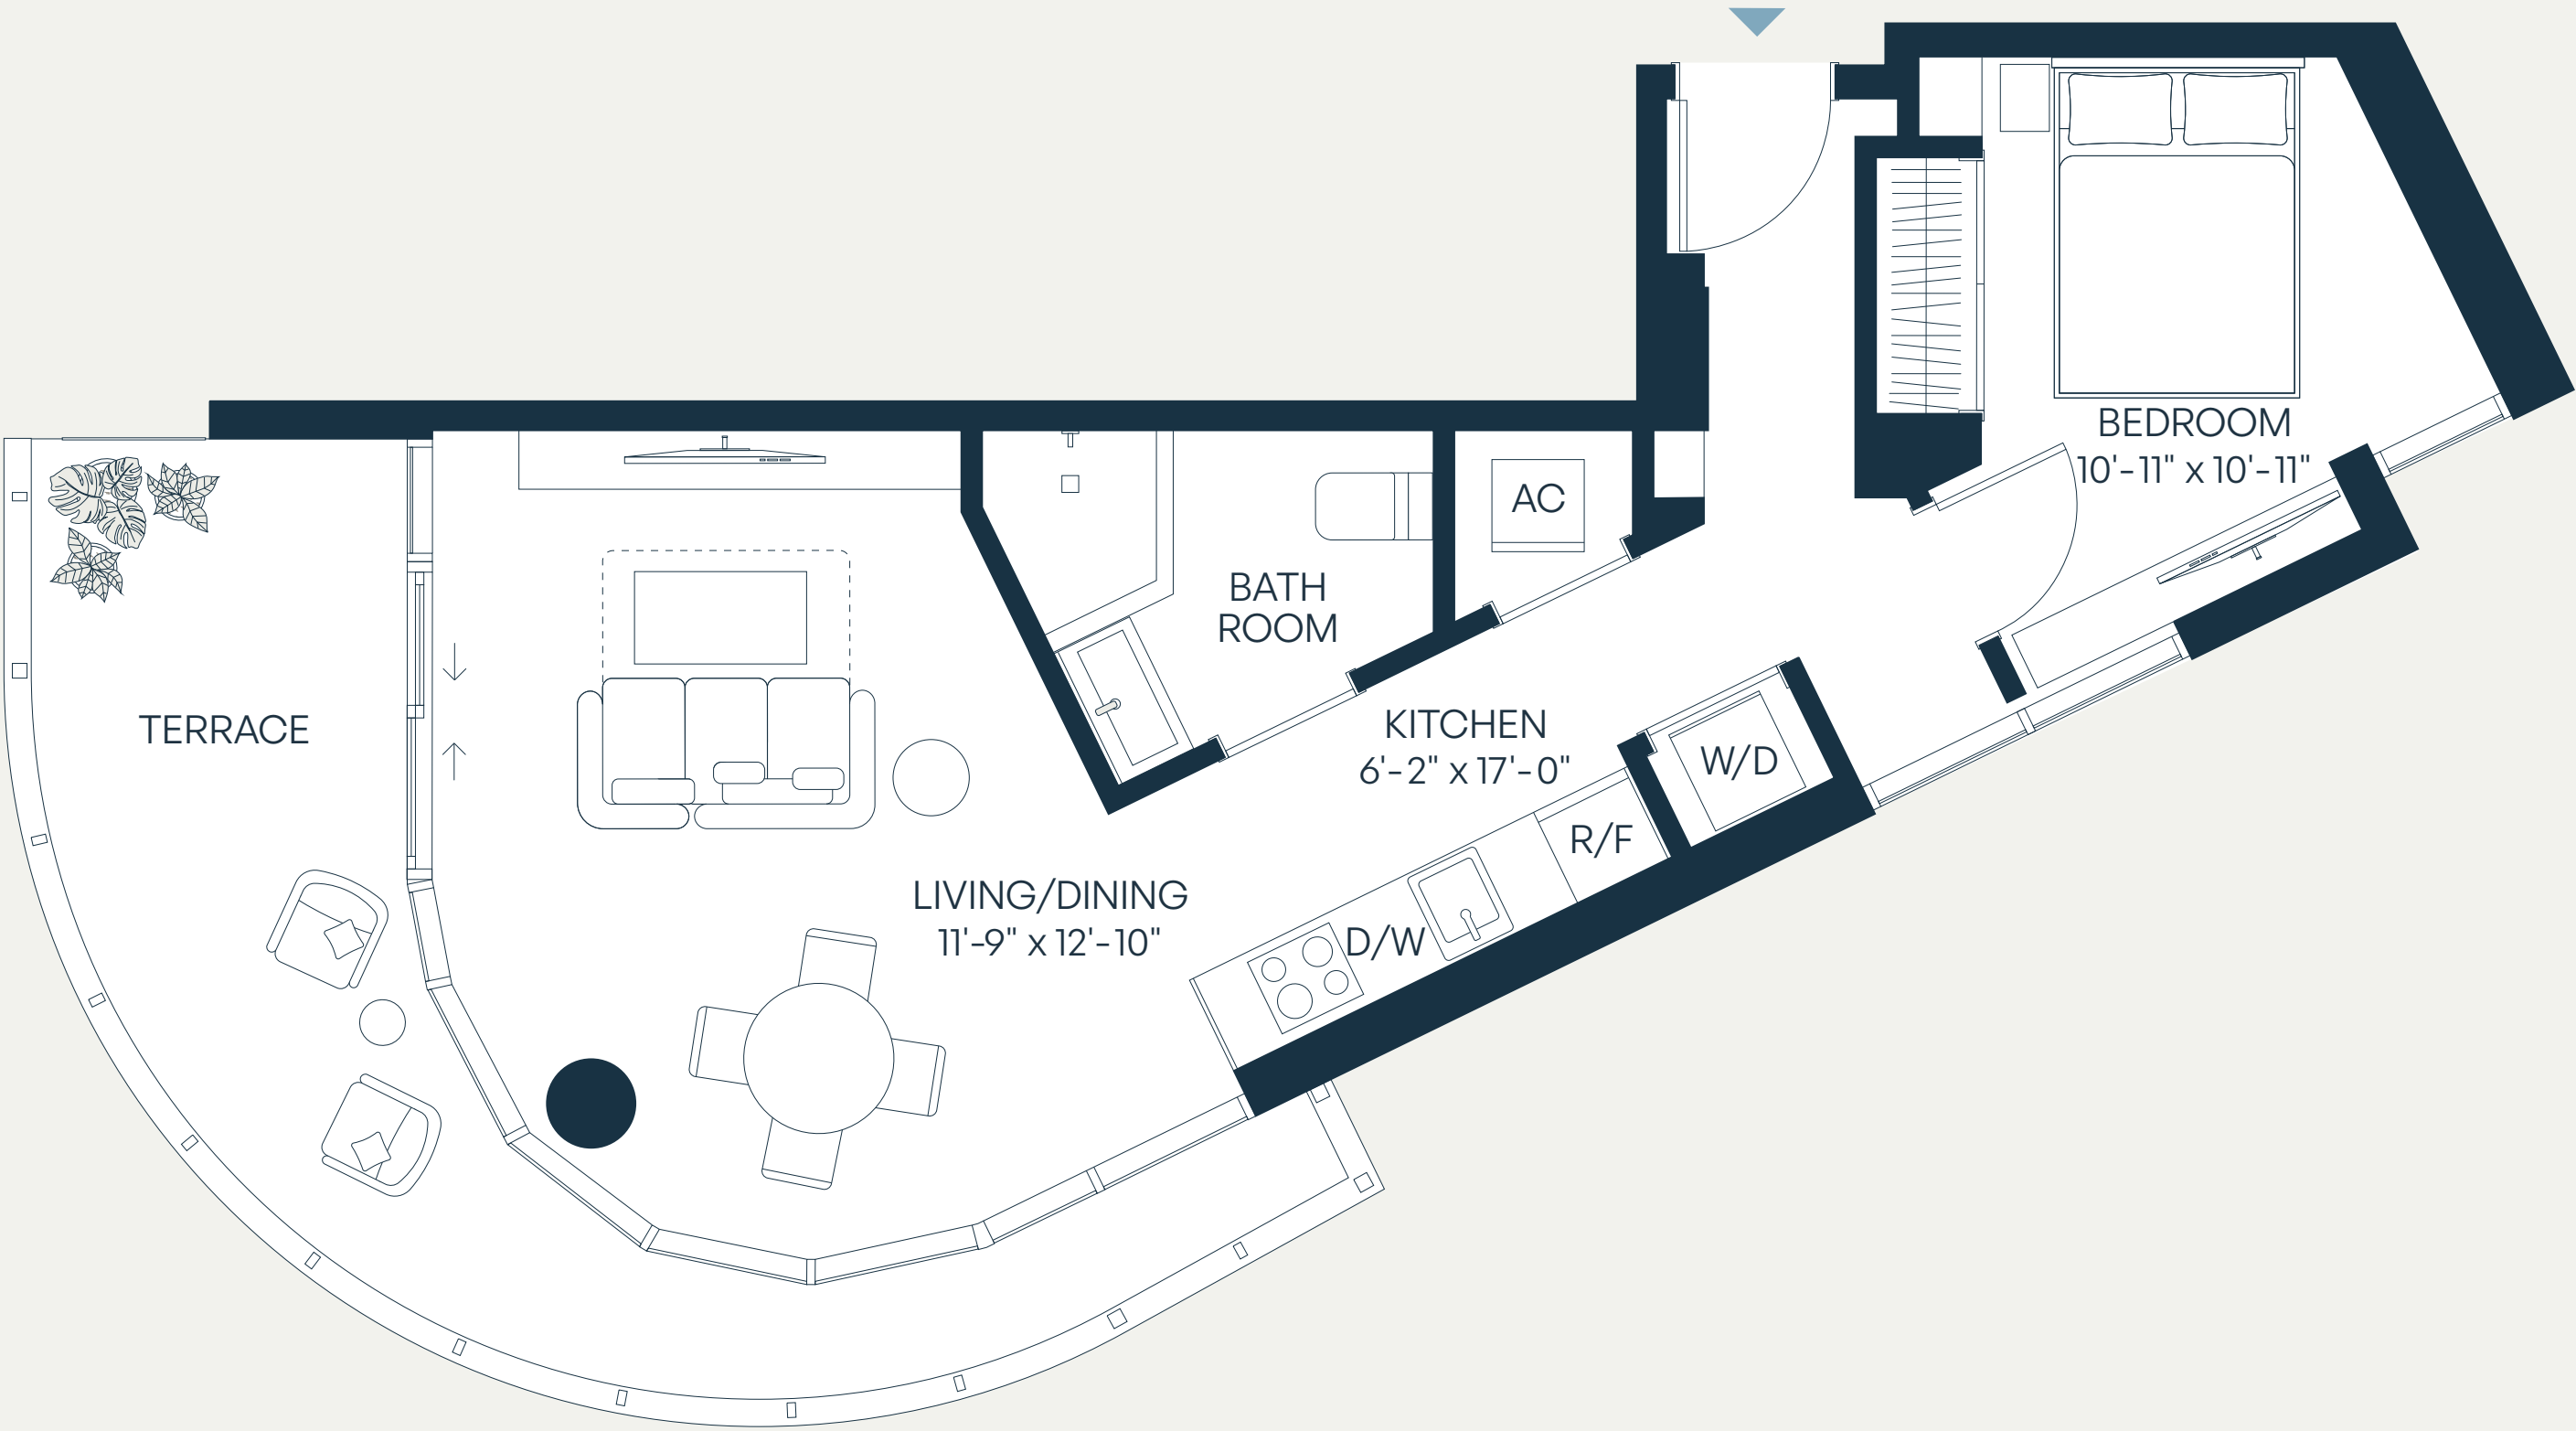 BEDROOM
10'-11" x 10'-11"
AC
BATH
ROOM
KITCHEN
6'-2" x 17'-0"
W/D
TERRACE
R/F
LIVING/DINING
11'-9" x 12'-10"
D/W